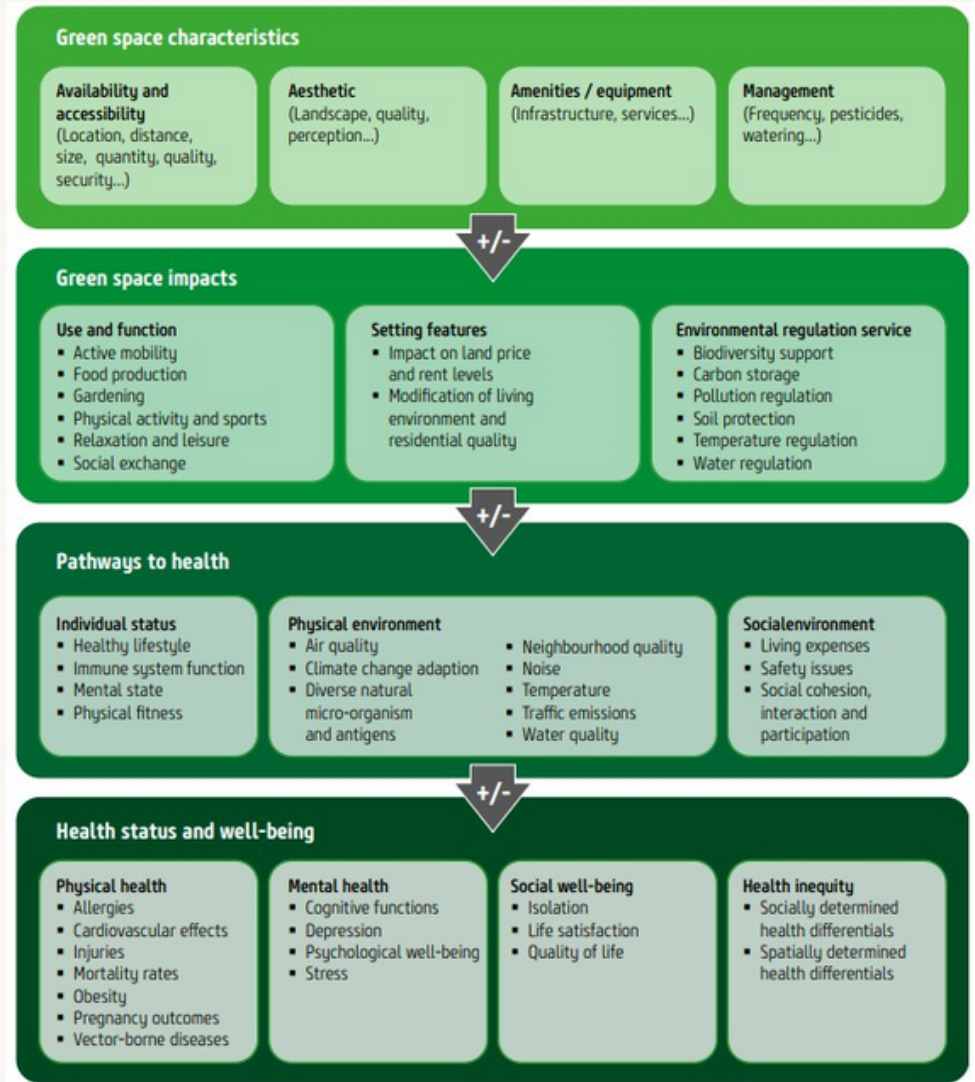 Green space characteristics
Availability and
accessibility
(Location, distance,
size, quantity, quality,
security...)
Aesthetic
(Landscape, quality,
perception...)
Amenities / equipment
(Infrastructure, services...)
Management
(Frequency, pesticides,
watering...)
+/-
Green space impacts
Use and function
▪ Active mobility
▪ Food production
▪ Gardening
▪ Physical activity and sports
▪ Relaxation and leisure
▪ Social exchange
Setting features
▪ Impact on land price
and rent levels
▪ Modification of living
environment and
residential quality
Environmental regulation service
▪ Biodiversity support
▪ Carbon storage
▪ Pollution regulation
▪ Soil protection
▪ Temperature regulation
▪ Water regulation
+/-
Pathways to health
Individual status
▪ Healthy lifestyle
▪ Immune system function
▪ Mental state
▪ Physical fitness
Physical environment
▪ Air quality
▪ Climate change adaption
▪ Diverse natural
micro-organism
and antigens
▪ Neighbourhood quality
▪ Noise
▪ Temperature
▪ Traffic emissions
▪ Water quality
Socialenvironment
▪ Living expenses
▪ Safety issues
▪ Social cohesion,
interaction and
participation
+/-
Health status and well-being
Physical health
▪ Allergies
▪ Cardiovascular effects
▪ Injuries
▪ Mortality rates
▪ Obesity
▪ Pregnancy outcomes
▪ Vector-borne diseases
Mental health
▪ Cognitive functions
▪ Depression
▪ Psychological well-being
▪ Stress
Social well-being
▪ Isolation
▪ Life satisfaction
▪ Quality of life
Health inequity
▪ Socially determined
health differentials
▪ Spatially determined
health differentials